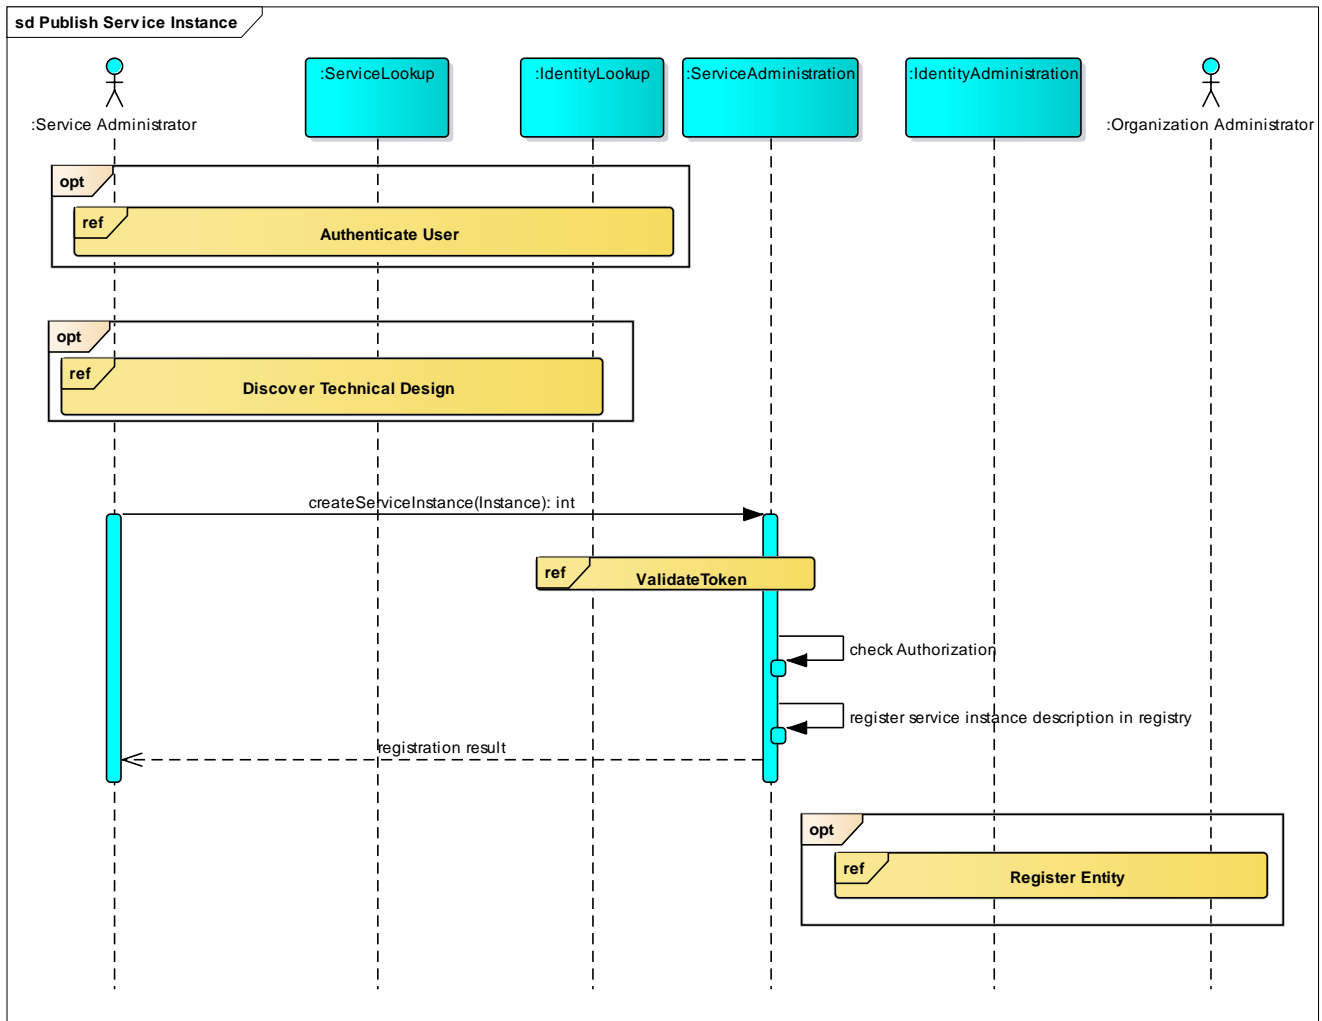 sd Publish Service Instance
:Service Administrator
:ServiceLookup
:IdentityLookup
:ServiceAdministration
:IdentityAdministration
:Organization Administrator
opt
ref
Authenticate User
opt
ref
Discover Technical Design
createServiceInstance(Instance): int
ref
ValidateToken
check Authorization
register service instance description in registry
registration result
opt
ref
Register Entity